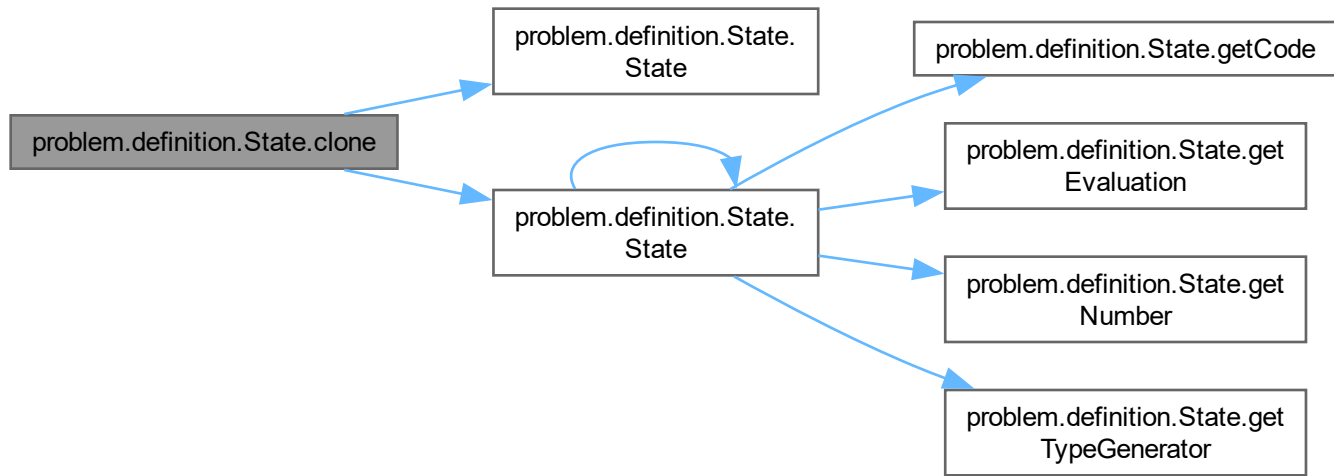 problem.definition.State.clone
problem.definition.State.
State
problem.definition.State.
State
problem.definition.State.getCode
problem.definition.State.get
Evaluation
problem.definition.State.get
Number
problem.definition.State.get
TypeGenerator